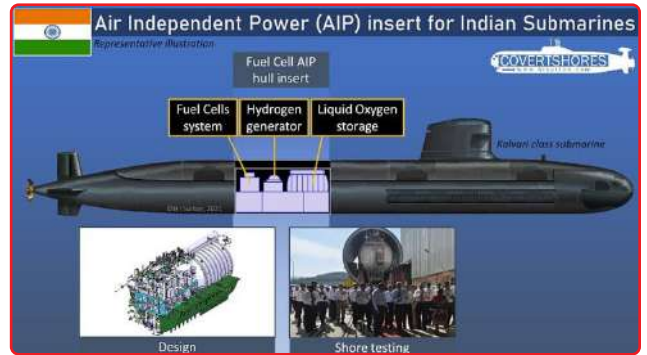 Air Independent Power (AIP) insert for Indian Submarines
Representative illustration
COVERTSHORES
Fuel Cell AIP
hull insert
Fuel Cells
system
Hydrogen
generator
Liquid Oxygen
storage
Kalvari class submarine
Design
Shore testing